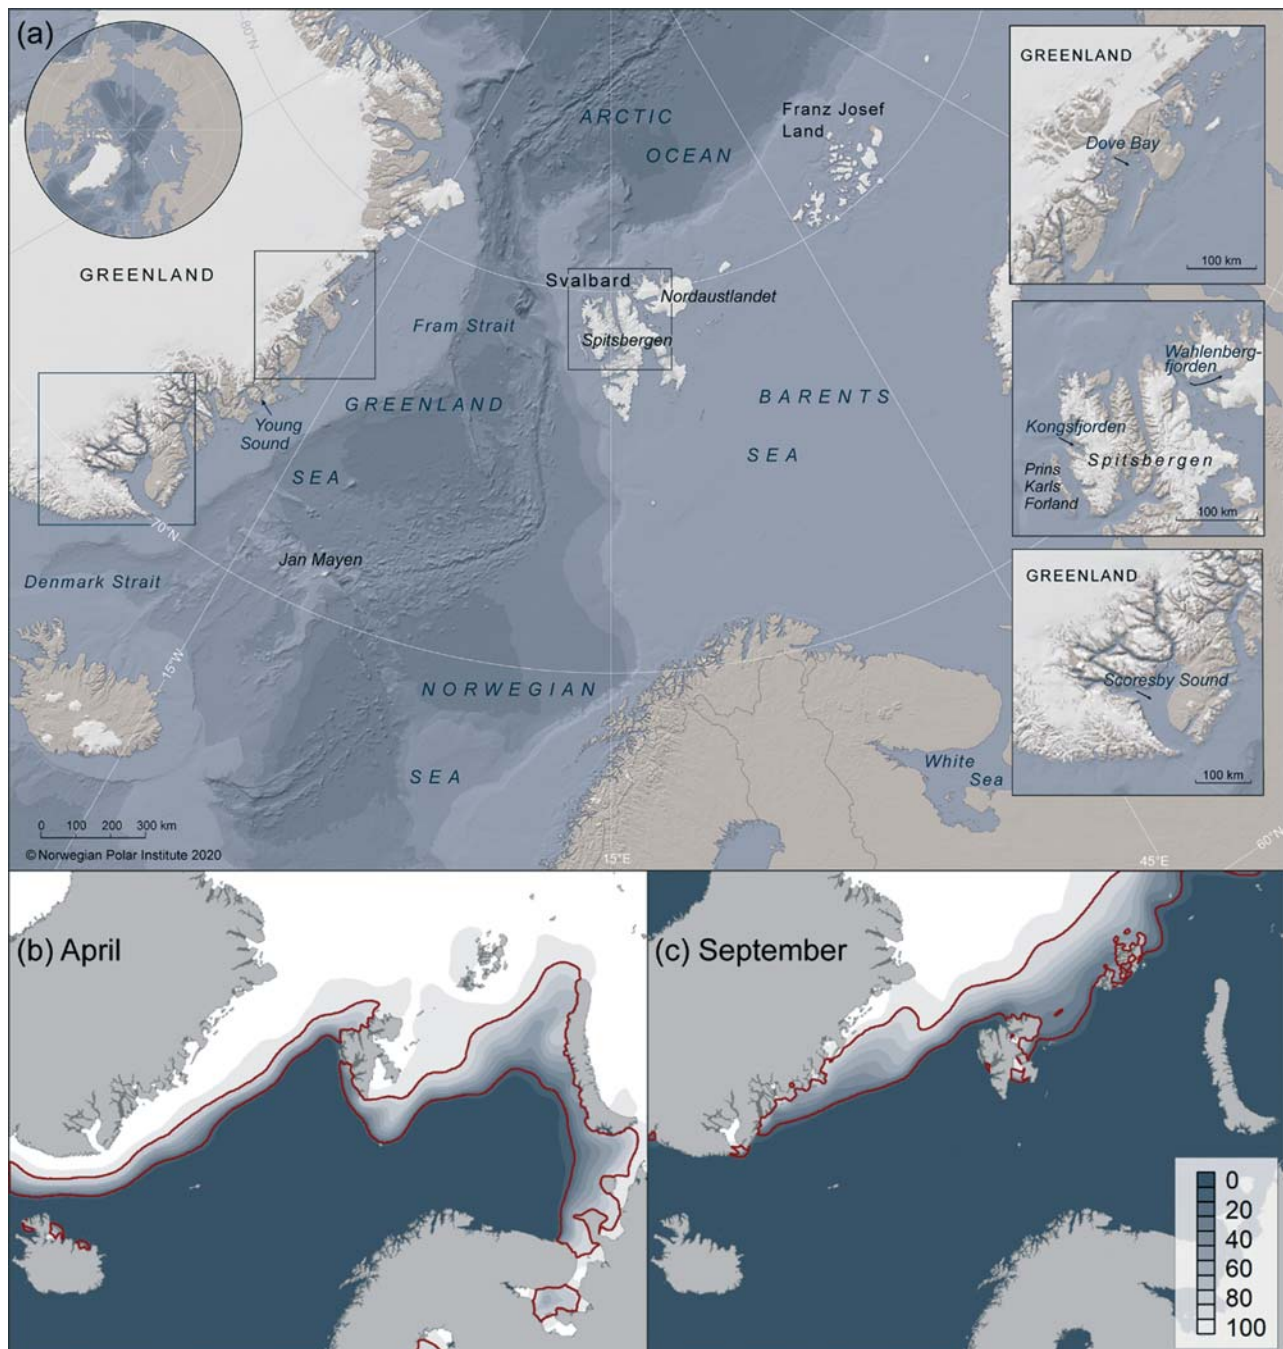 (a)
80°N
ARCTIC
OCEAN
Franz Josef
Land
GREENLAND
Svalbard
Nordaustlandet
Fram Strait
Spitsbergen
GREENLAND
SEA
BARENTS
SEA
Young
Sound
70°N
Jan Mayen
Denmark Strait
15°W
NORWEGIAN
SEA
White
Sea
0 100 200 300 km
© Norwegian Polar Institute 2020
15°E
45°E
60°N
GREENLAND
Dove Bay
100 km
Wahlenberg-
fjorden
Kongsfjorden
Spitsbergen
Prins
Karls
Forland
100 km
GREENLAND
Scoresby Sound
100 km
(b) April
(c) September
0
20
40
60
80
100